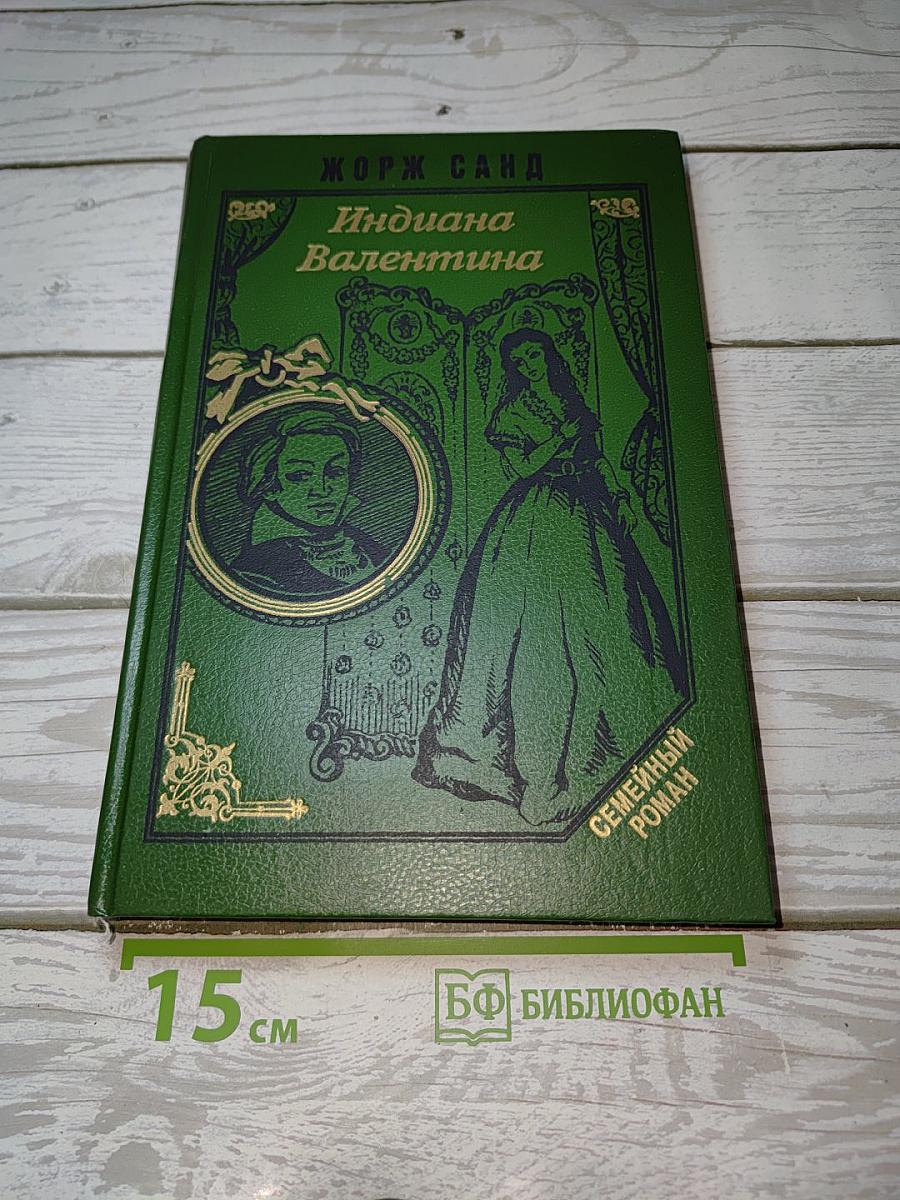 ЖОРЖ САНД
Индиана
Валентина
СЕМЕЙНЫЙ
РОМАН
15 см
БФ БИБЛИОФАН